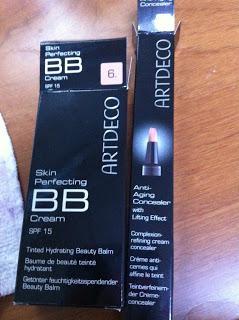 Skin
Perfecting
BB
Cream
SPF 15
6.
ARTDECO
Skin
Perfecting
BB
Cream
SPF 15
Tinted Hydrating Beauty Balm
Baume de beauté teinté
hydratant
Getönter feuchtigkeitsspendender
Beauty Balm
Concealer
ARTDECO
Anti-
Aging
Concealer
with
Lifting Effect
Complexion-
refining cream
concealer
Crème anti-
cernes qui
affine le teint
Teintverfeinern-
der Creme-
concealer